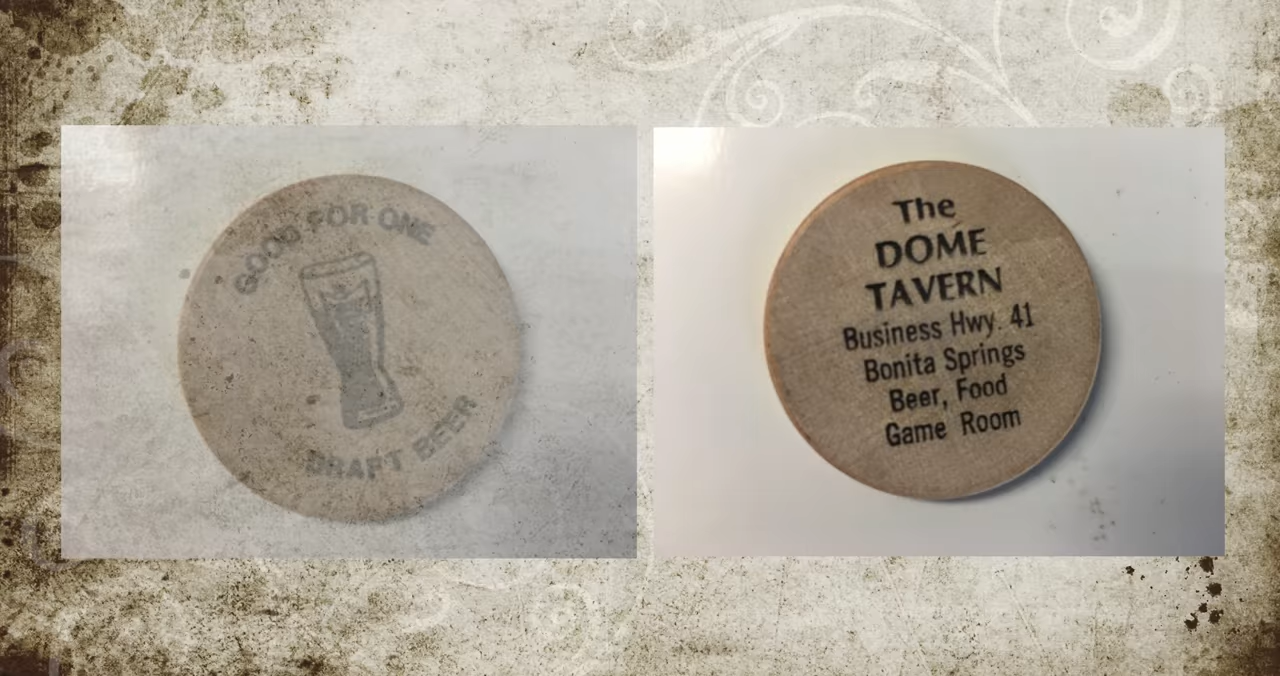 GOOD FOR ONE
DRAFT BEER
The
DOME
TAVERN
Business Hwy. 41
Bonita Springs
Beer, Food
Game Room